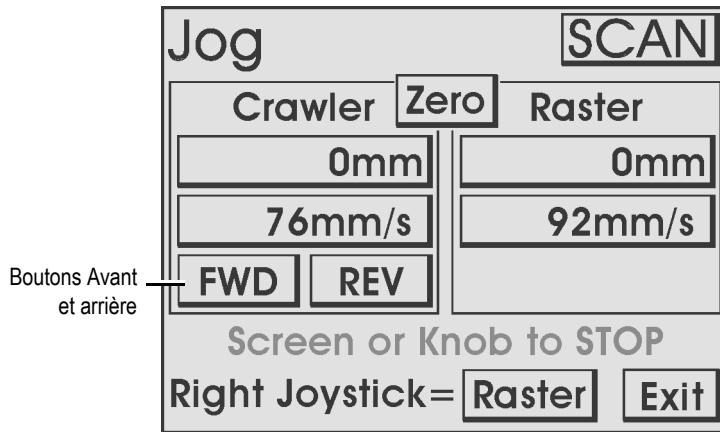 Jog SCAN
Crawler Zero Raster
0mm 0mm
76mm/s 92mm/s
Boutons Avant
et arrière
FWD REV
Screen or Knob to STOP
Right Joystick= Raster Exit